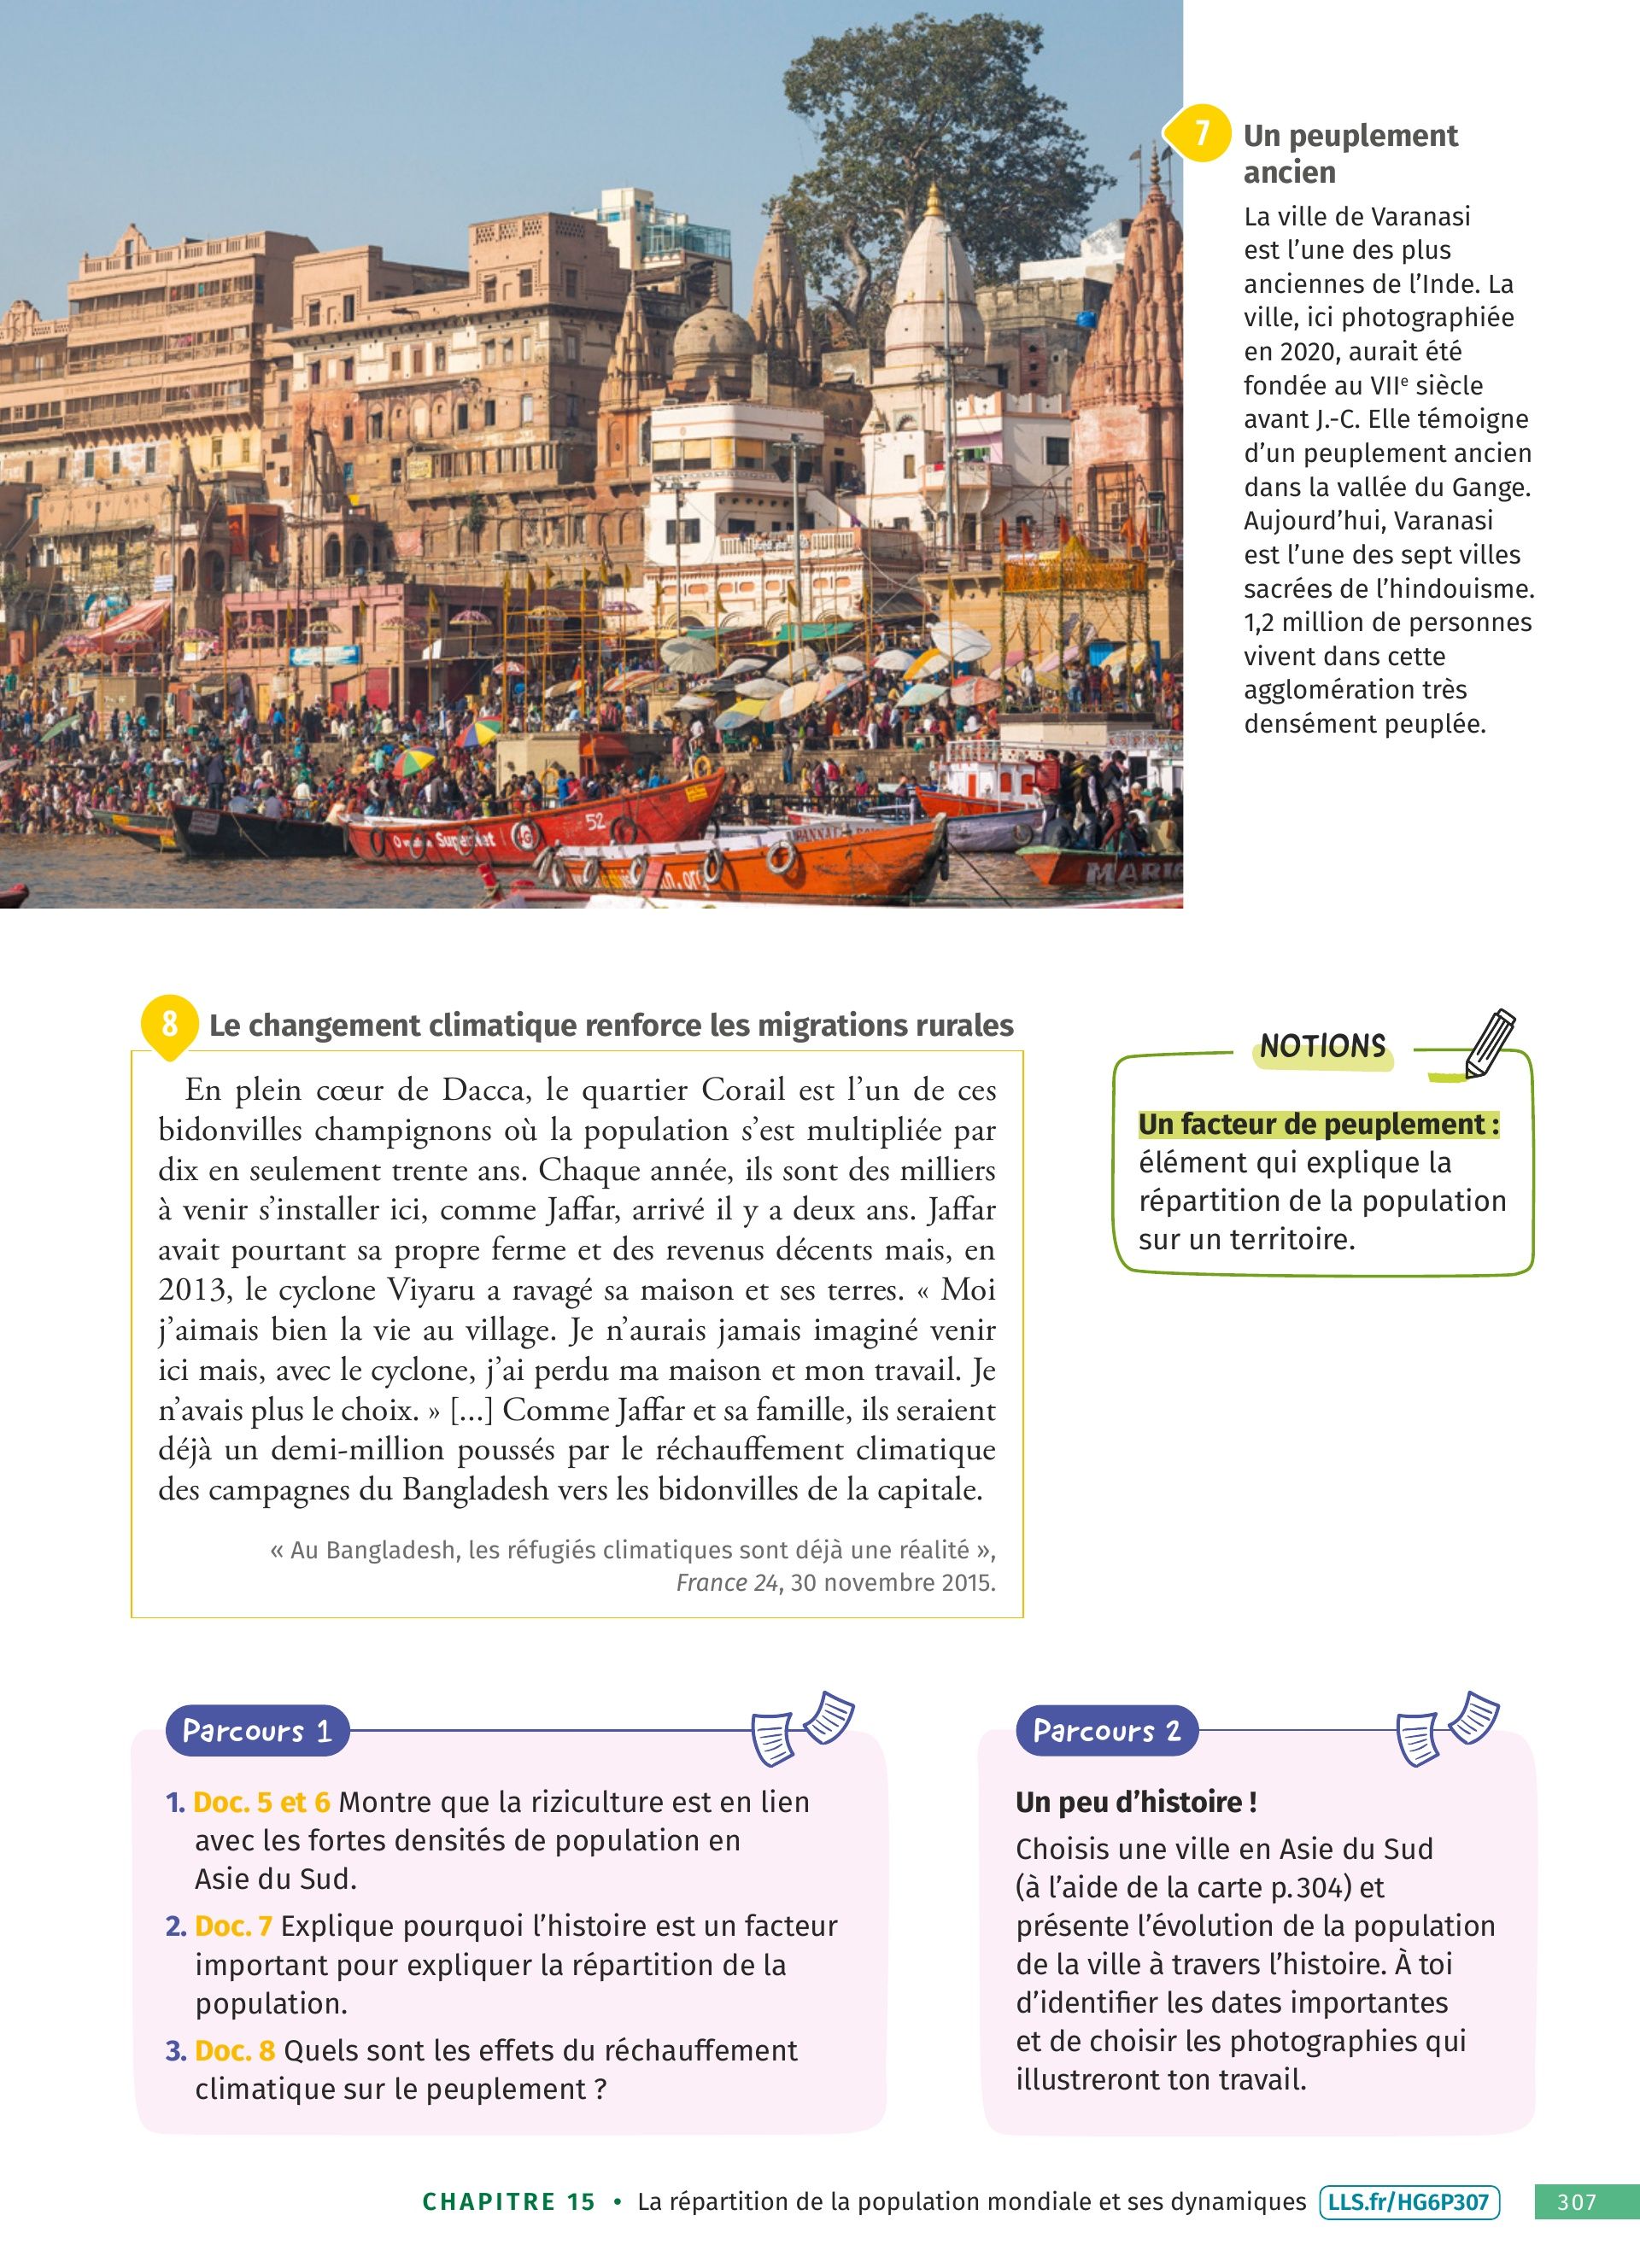 7
Un peuplement
ancien
La ville de Varanasi
est l’une des plus
anciennes de l’Inde. La
ville, ici photographiée
en 2020, aurait été
fondée au VIIᵉ siècle
avant J.-C. Elle témoigne
d’un peuplement ancien
dans la vallée du Gange.
Aujourd’hui, Varanasi
est l’une des sept villes
sacrées de l’hindouisme.
1,2 million de personnes
vivent dans cette
agglomération très
densément peuplée.
52
4G
MARI
8 Le changement climatique renforce les migrations rurales
En plein cœur de Dacca, le quartier Corail est l’un de ces
bidonvilles champignons où la population s’est multipliée par
dix en seulement trente ans. Chaque année, ils sont des milliers
à venir s’installer ici, comme Jaffar, arrivé il y a deux ans. Jaffar
avait pourtant sa propre ferme et des revenus décents mais, en
2013, le cyclone Viyaru a ravagé sa maison et ses terres. « Moi
j’aimais bien la vie au village. Je n’aurais jamais imaginé venir
ici mais, avec le cyclone, j’ai perdu ma maison et mon travail. Je
n’avais plus le choix. » [...] Comme Jaffar et sa famille, ils seraient
déjà un demi-million poussés par le réchauffement climatique
des campagnes du Bangladesh vers les bidonvilles de la capitale.
« Au Bangladesh, les réfugiés climatiques sont déjà une réalité »,
France 24, 30 novembre 2015.
NOTIONS
Un facteur de peuplement :
élément qui explique la
répartition de la population
sur un territoire.
Parcours 1
1. Doc. 5 et 6 Montre que la riziculture est en lien
avec les fortes densités de population en
Asie du Sud.
2. Doc. 7 Explique pourquoi l’histoire est un facteur
important pour expliquer la répartition de la
population.
3. Doc. 8 Quels sont les effets du réchauffement
climatique sur le peuplement ?
Parcours 2
Un peu d’histoire !
Choisis une ville en Asie du Sud
(à l’aide de la carte p. 304) et
présente l’évolution de la population
de la ville à travers l’histoire. À toi
d’identifier les dates importantes
et de choisir les photographies qui
illustreront ton travail.
CHAPITRE 15 • La répartition de la population mondiale et ses dynamiques LLS.fr/HG6P307 307